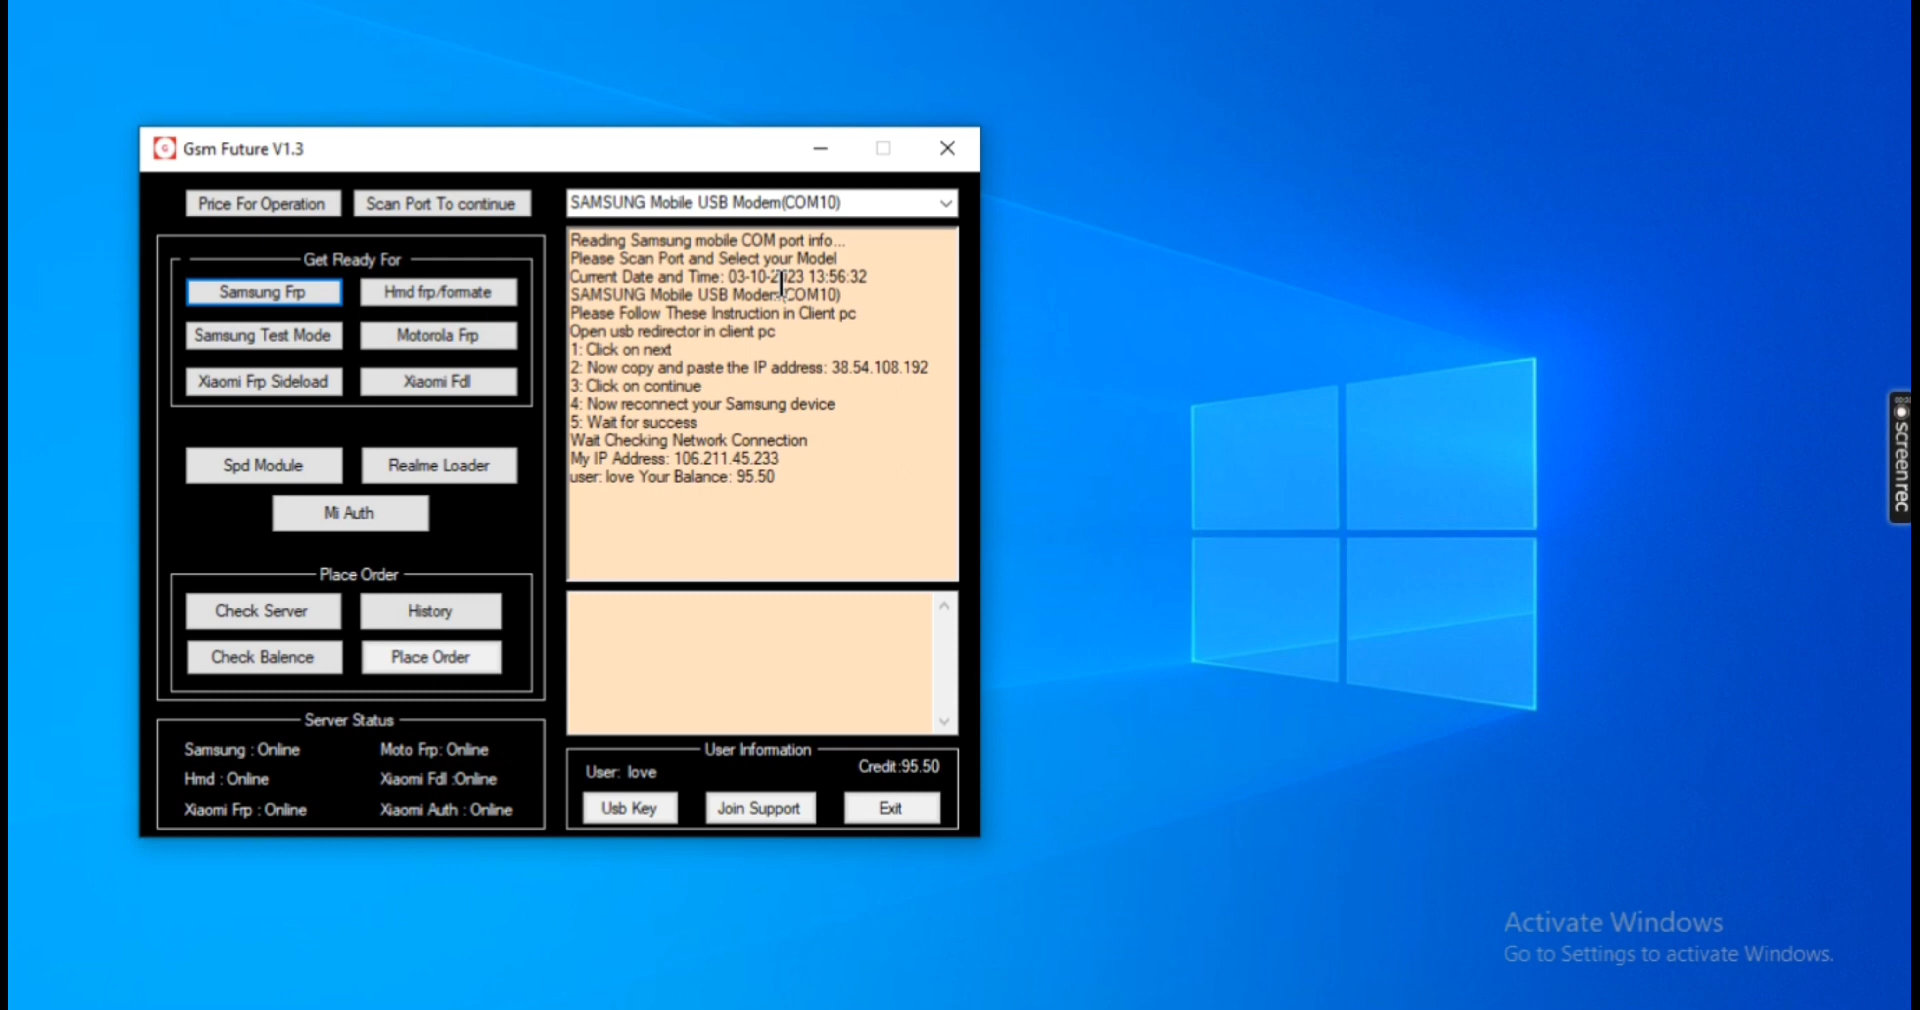 Gsm Future V1.3
Price For Operation
Scan Port To continue
SAMSUNG Mobile USB Modem(COM10)
Get Ready For
Samsung Frp
Hmd frp/formate
Samsung Test Mode
Motorola Frp
Xiaomi Frp Sideload
Xiaomi Fdl
Spd Module
Realme Loader
Mi Auth
Place Order
Check Server
History
Check Balence
Place Order
Server Status
Samsung : Online
Moto Frp: Online
Hmd : Online
Xiaomi Fdl :Online
Xiaomi Frp : Online
Xiaomi Auth : Online
Reading Samsung mobile COM port info...
Please Scan Port and Select your Model
Current Date and Time: 03-10-2023 13:56:32
SAMSUNG Mobile USB Modem(COM10)
Please Follow These Instruction in Client pc
Open usb redirector in client pc
1: Click on next
2: Now copy and paste the IP address: 38.54.108.192
3: Click on continue
4: Now reconnect your Samsung device
5: Wait for success
Wait Checking Network Connection
My IP Address: 106.211.45.233
user: love Your Balance: 95.50
User Information
User: love
Credit:95.50
Usb Key
Join Support
Exit
screenrec
Activate Windows
Go to Settings to activate Windows.